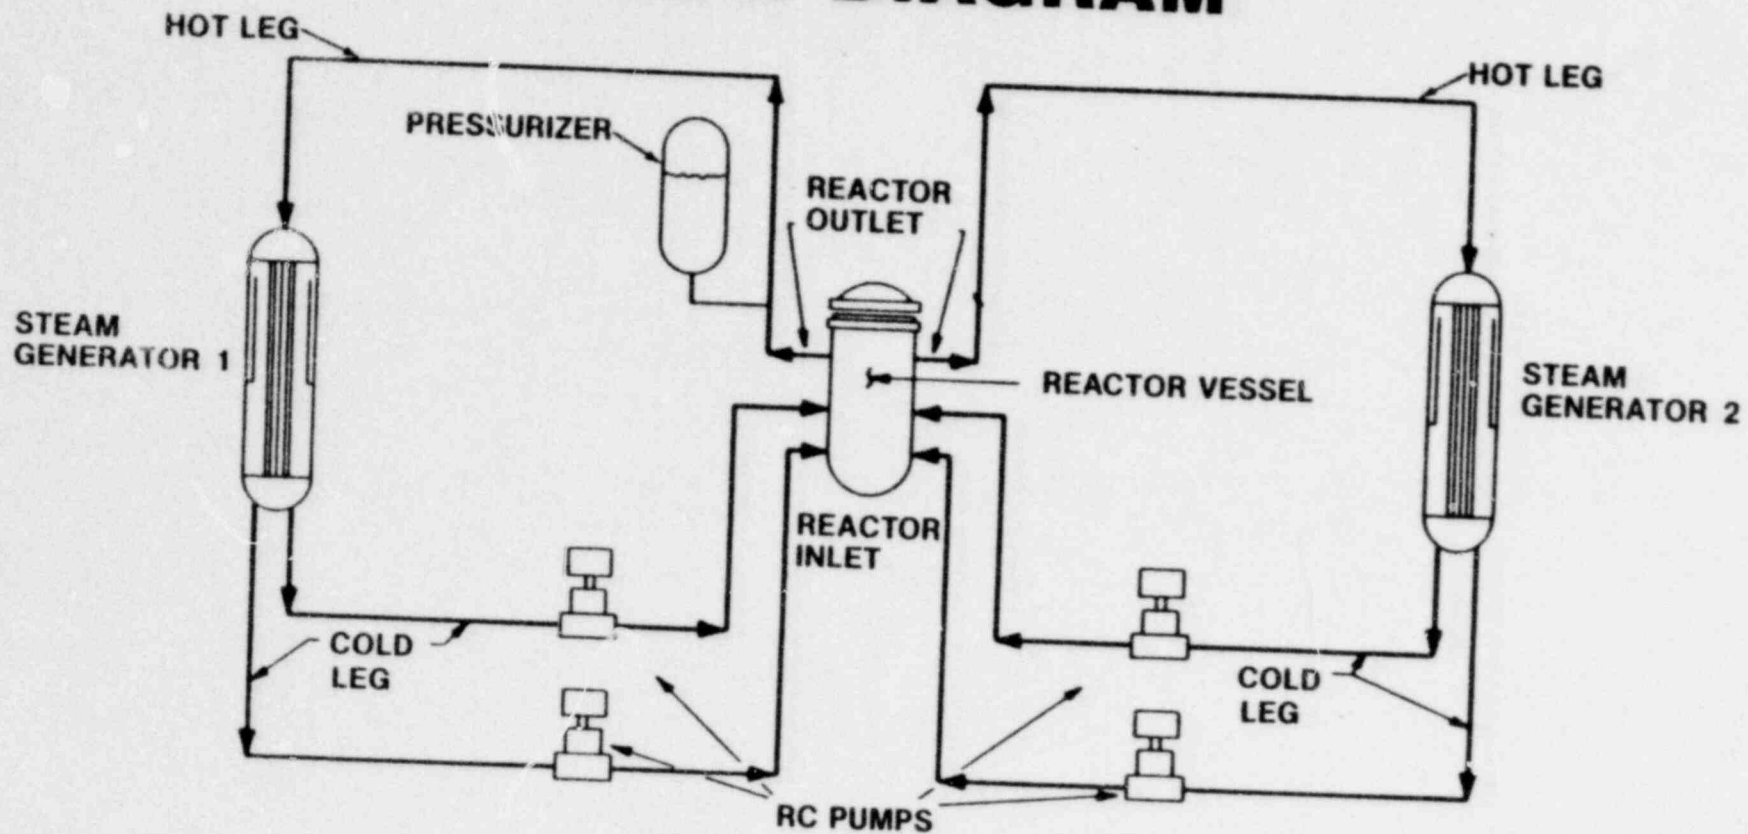 DIAGRAM
HOT LEG
HOT LEG
PRESSURIZER
REACTOR
OUTLET
STEAM
GENERATOR 1
REACTOR VESSEL
STEAM
GENERATOR 2
REACTOR
INLET
COLD
LEG
COLD
LEG
RC PUMPS